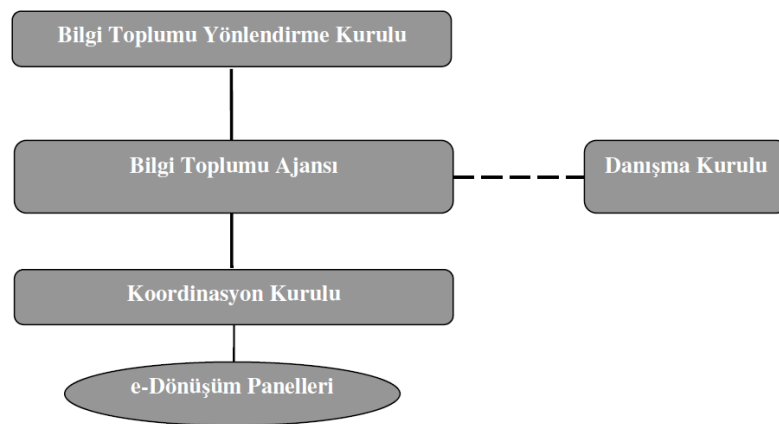 Bilgi Toplumu Yönlendirme Kurulu
Bilgi Toplumu Ajansı
Danışma Kurulu
Koordinasyon Kurulu
e-Dönüşüm Panelleri